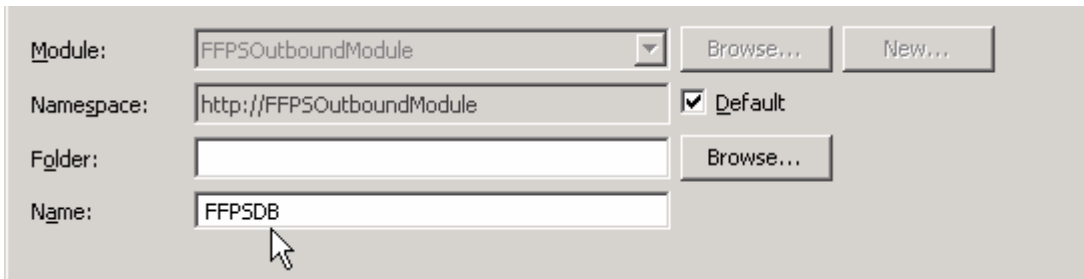 Module: FFPSOutboundModule Browse... New...
Namespace: http://FFPSOutboundModule Default
Folder: Browse...
Name: FFPSDB